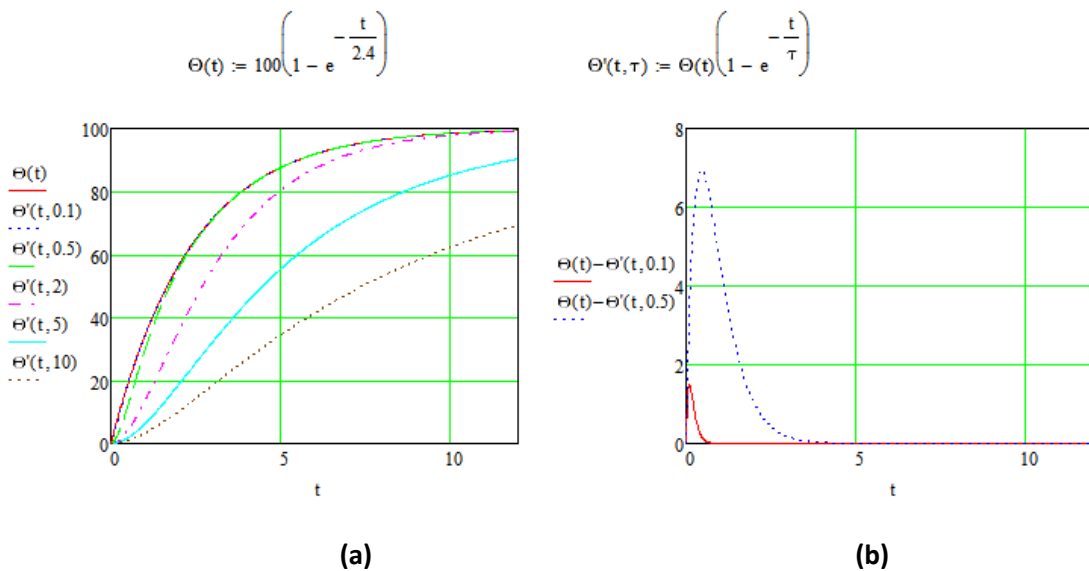 Θ(t) := 100(1 − e^(−t/2.4))
Θ'(t,τ) := Θ(t)(1 − e^(−t/τ))
100
80
60
40
20
0
Θ(t)
Θ'(t,0.1)
Θ'(t,0.5)
Θ'(t,2)
Θ'(t,5)
Θ'(t,10)
0 5 10
t
(a)
8
6
4
2
0
Θ(t)−Θ'(t,0.1)
Θ(t)−Θ'(t,0.5)
0 5 10
t
(b)